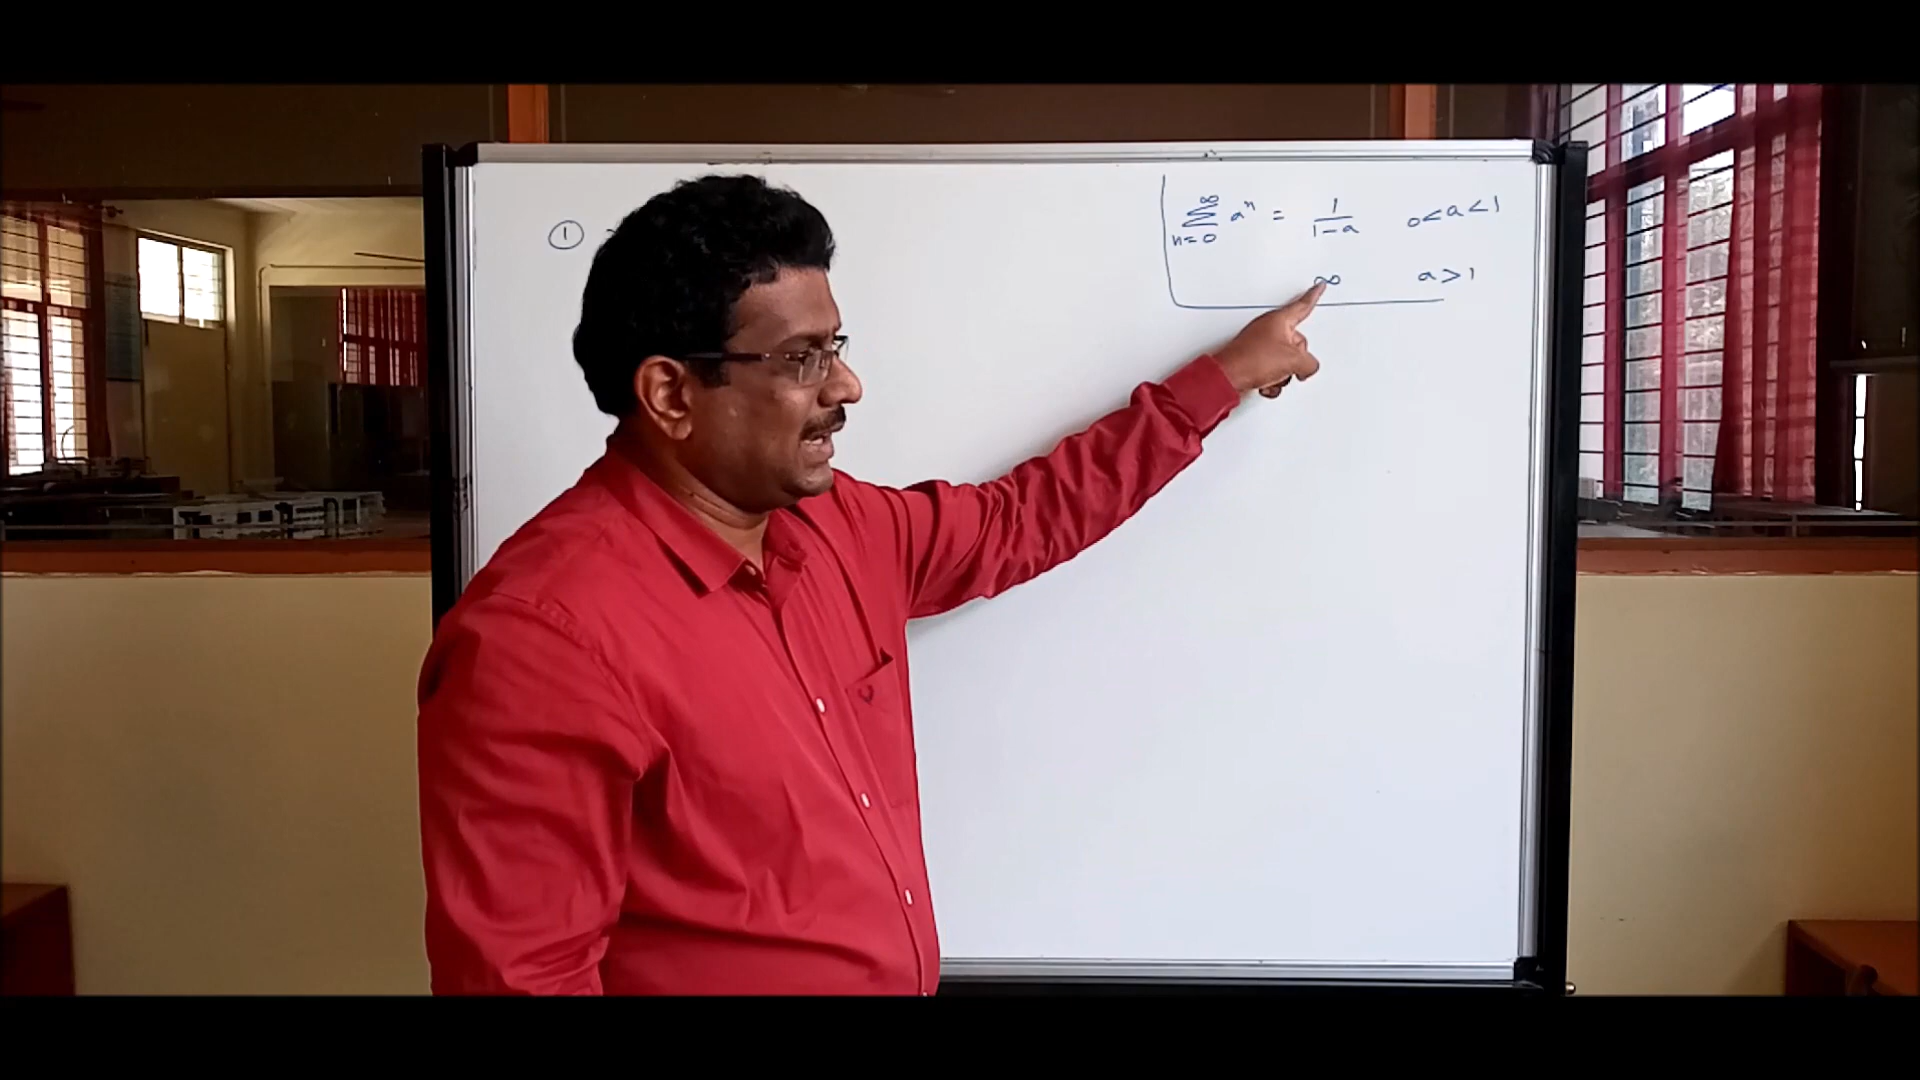 ①
∞
∑ aⁿ = 1/(1-a) 0<a<1
n=0
∞ a>1